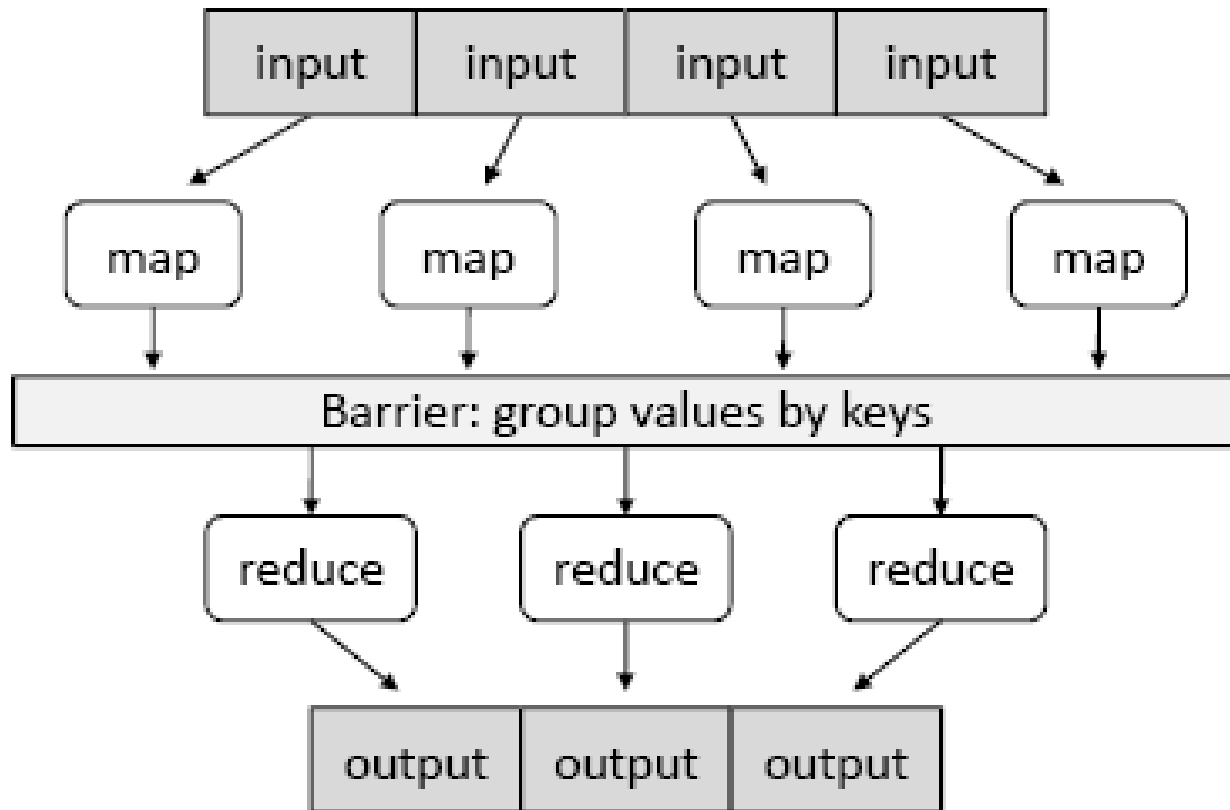 input input input input
map map map map
Barrier: group values by keys
reduce reduce reduce
output output output